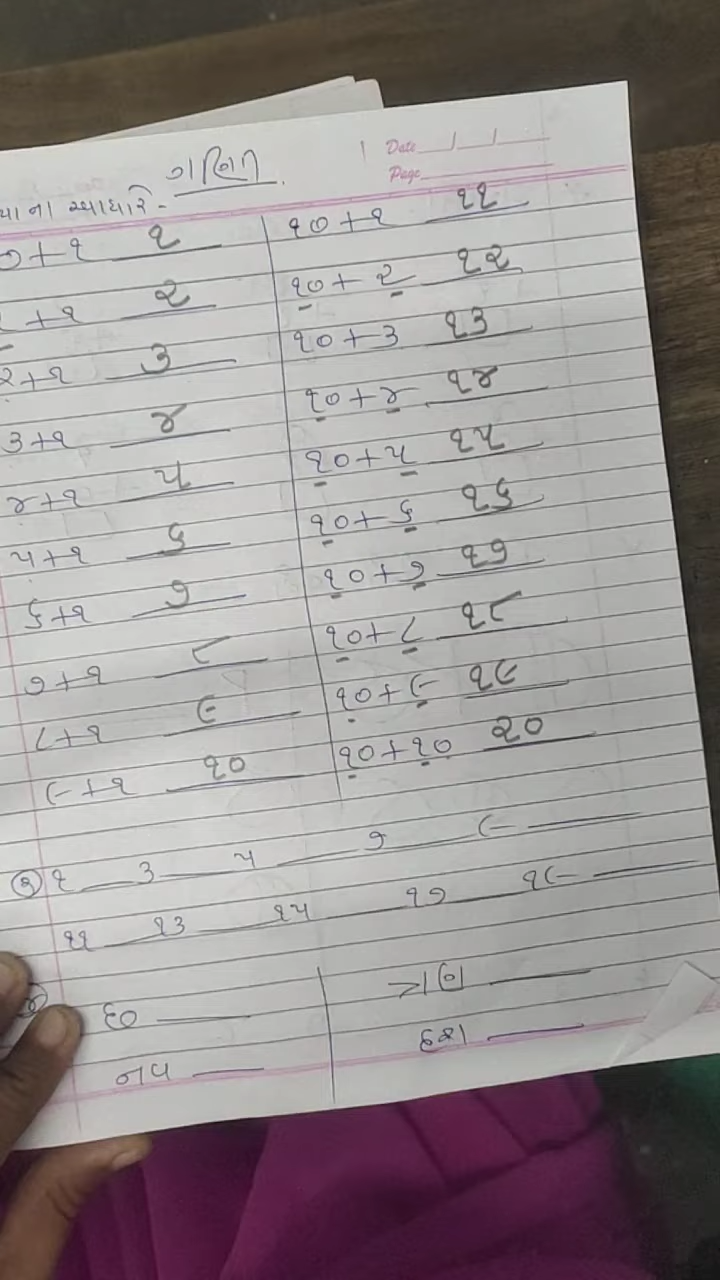 Date
ગણિત
Page
ના આધારે -
૦+૧ ૧ ૧૦+૧ ૧૧
૧+૧ ૨ ૧૦+૨ ૧૨
૨+૧ ૩ ૧૦+૩ ૧૩
૩+૧ ૪ ૧૦+૪ ૧૪
૪+૧ ૫ ૧૦+૫ ૧૫
૫+૧ ૬ ૧૦+૬ ૧૬
૬+૧ ૭ ૧૦+૭ ૧૭
૭+૧ ૮ ૧૦+૮ ૧૮
૮+૧ ૯ ૧૦+૯ ૧૯
૯+૧ ૧૦ ૧૦+૧૦ ૨૦
૩ ૧ ૩ ૫ ૭ ૯
૧૧ ૧૩ ૧૫ ૧૭ ૧૯
નવ દશ